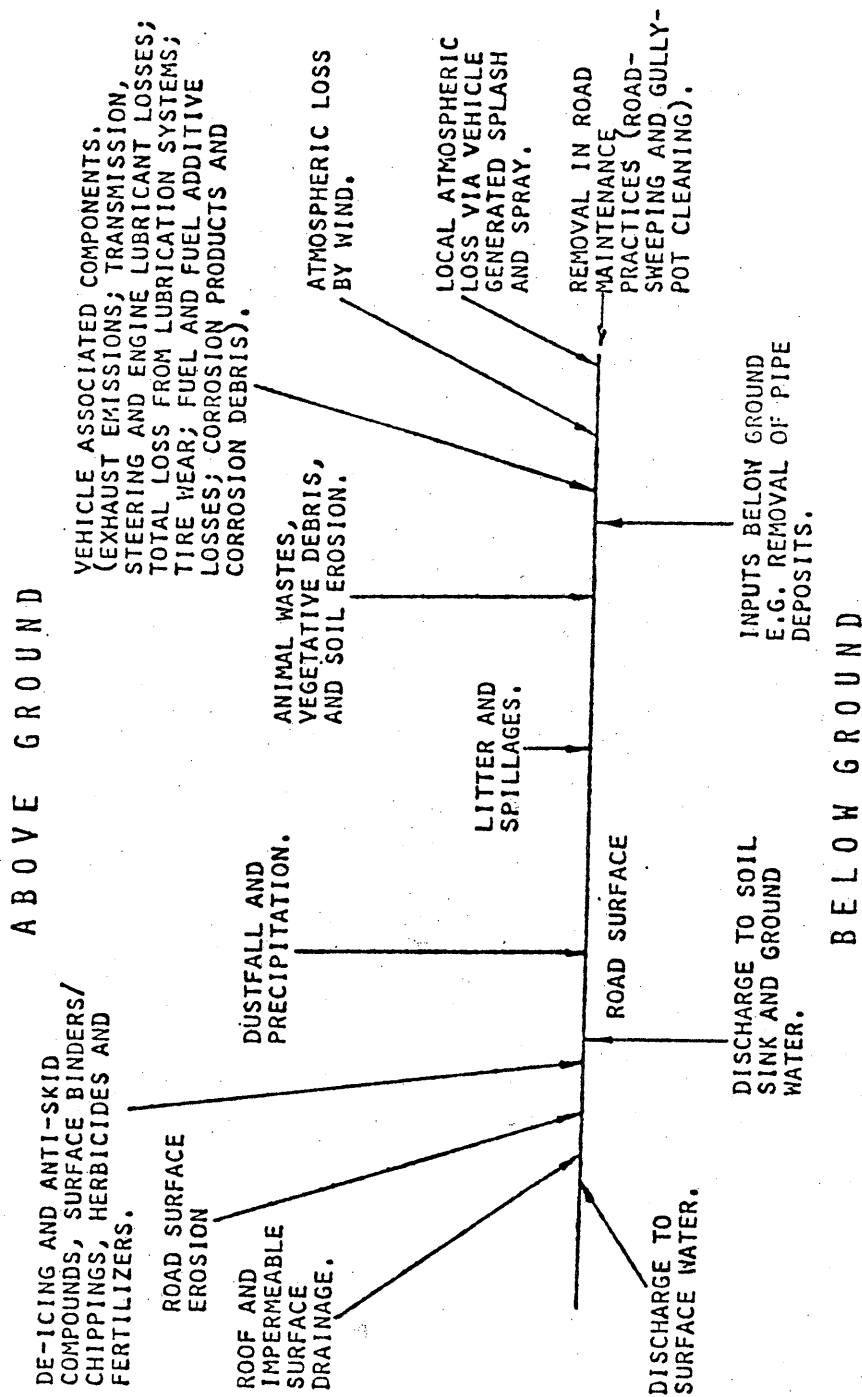 ABOVE GROUND
DE-ICING AND ANTI-SKID
COMPOUNDS, SURFACE BINDERS/
CHIPPINGS, HERBICIDES AND
FERTILIZERS.
ROAD SURFACE
EROSION
ROOF AND
IMPERMEABLE
SURFACE
DRAINAGE.
DUSTFALL AND
PRECIPITATION.
LITTER AND
SPILLAGES.
ANIMAL WASTES,
VEGETATIVE DEBRIS,
AND SOIL EROSION.
VEHICLE ASSOCIATED COMPONENTS.
(EXHAUST EMISSIONS; TRANSMISSION,
STEERING AND ENGINE LUBRICANT LOSSES;
TOTAL LOSS FROM LUBRICATION SYSTEMS;
TIRE WEAR; FUEL AND FUEL ADDITIVE
LOSSES; CORROSION PRODUCTS AND
CORROSION DEBRIS).
ATMOSPHERIC LOSS
BY WIND.
LOCAL ATMOSPHERIC
LOSS VIA VEHICLE
GENERATED SPLASH
AND SPRAY.
REMOVAL IN ROAD
MAINTENANCE
PRACTICES (ROAD-
SWEEPING AND GULLY-
POT CLEANING).
ROAD SURFACE
DISCHARGE TO
SURFACE WATER.
DISCHARGE TO SOIL
SINK AND GROUND
WATER.
INPUTS BELOW GROUND
E.G. REMOVAL OF PIPE
DEPOSITS.
BELOW GROUND